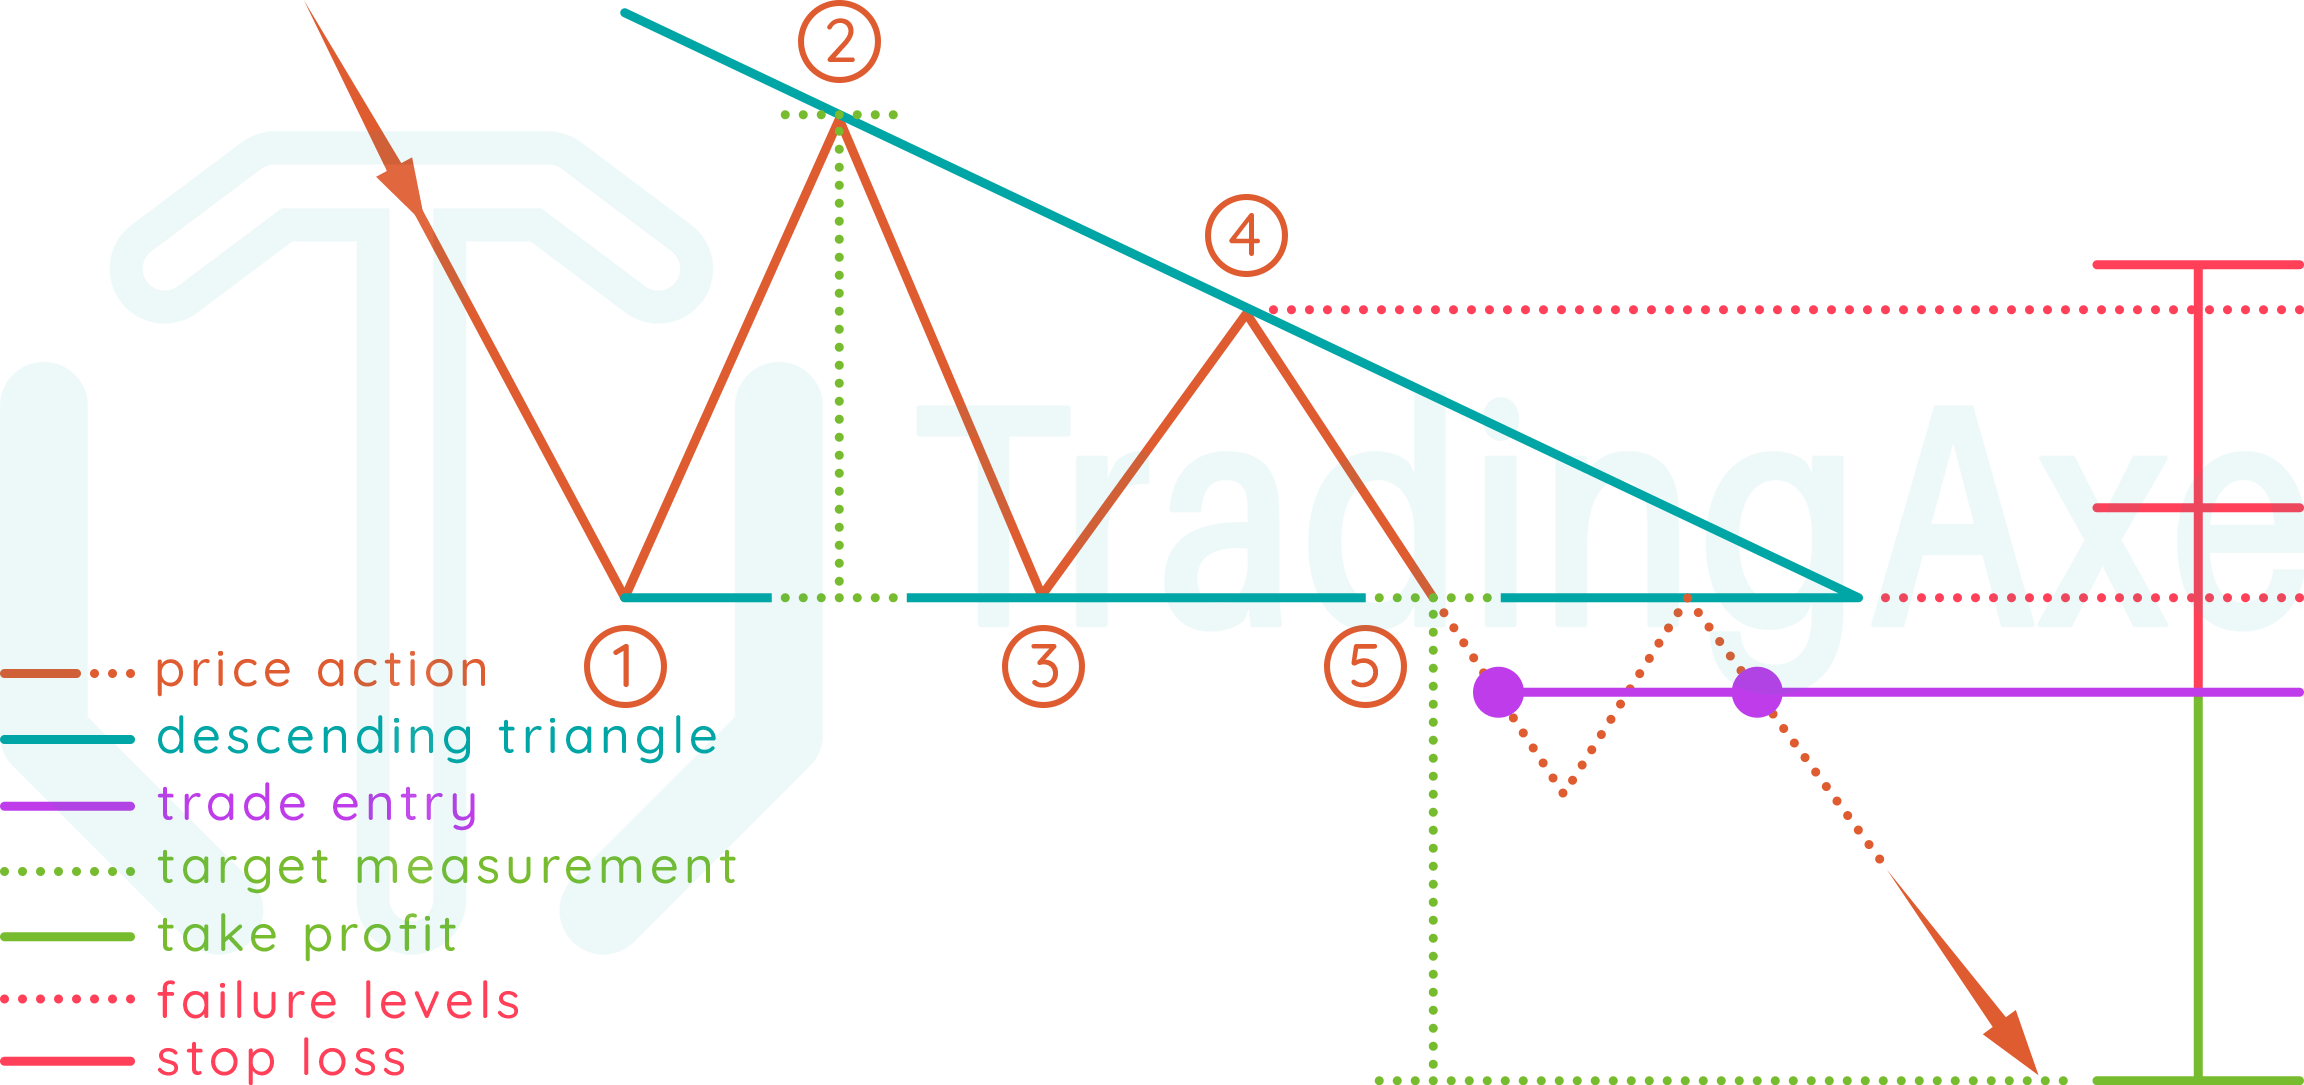 2
4
TradingAxe
1
3
5
price action
descending triangle
trade entry
target measurement
take profit
failure levels
stop loss